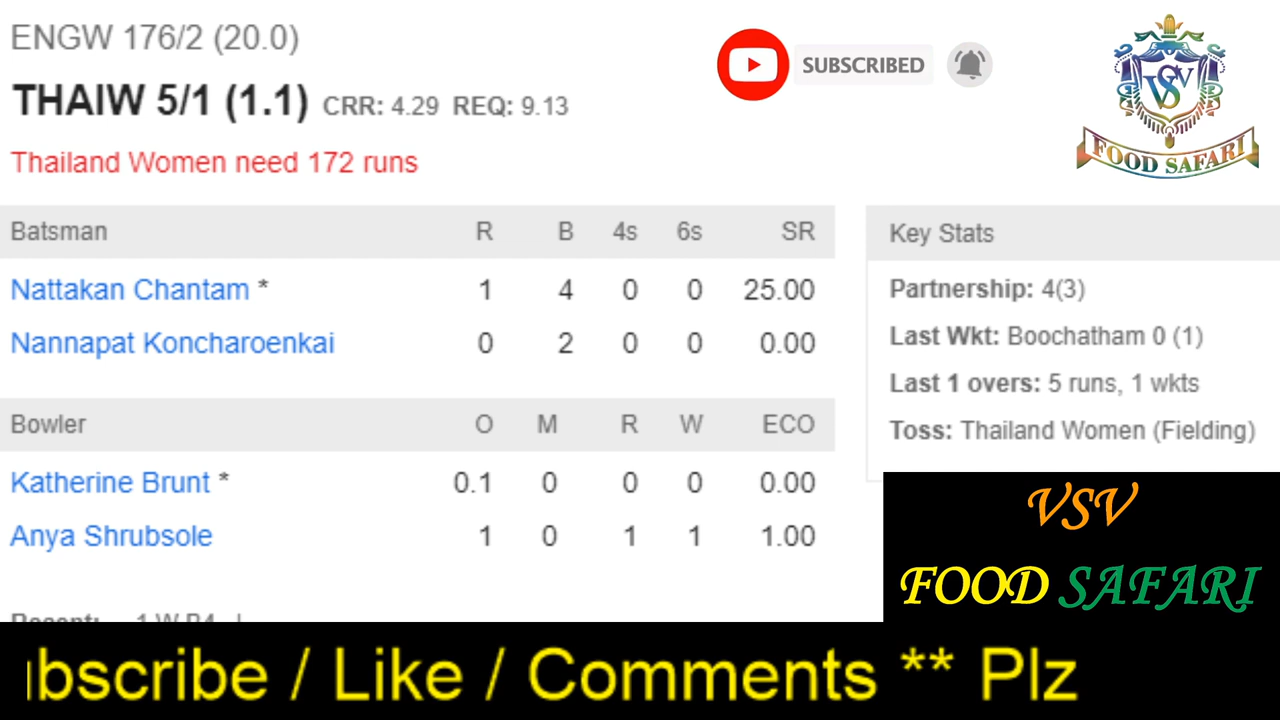 ENGW 176/2 (20.0)
THAIW 5/1 (1.1) CRR: 4.29 REQ: 9.13
Thailand Women need 172 runs
SUBSCRIBED
VSV
FOOD SAFARI
Batsman R B 4s 6s SR
Nattakan Chantam * 1 4 0 0 25.00
Nannapat Koncharoenkai 0 2 0 0 0.00
Bowler O M R W ECO
Katherine Brunt * 0.1 0 0 0 0.00
Anya Shrubsole 1 0 1 1 1.00
Key Stats
Partnership: 4(3)
Last Wkt: Boochatham 0 (1)
Last 1 overs: 5 runs, 1 wkts
Toss: Thailand Women (Fielding)
VSV
FOOD SAFARI
bscribe / Like / Comments ** Plz